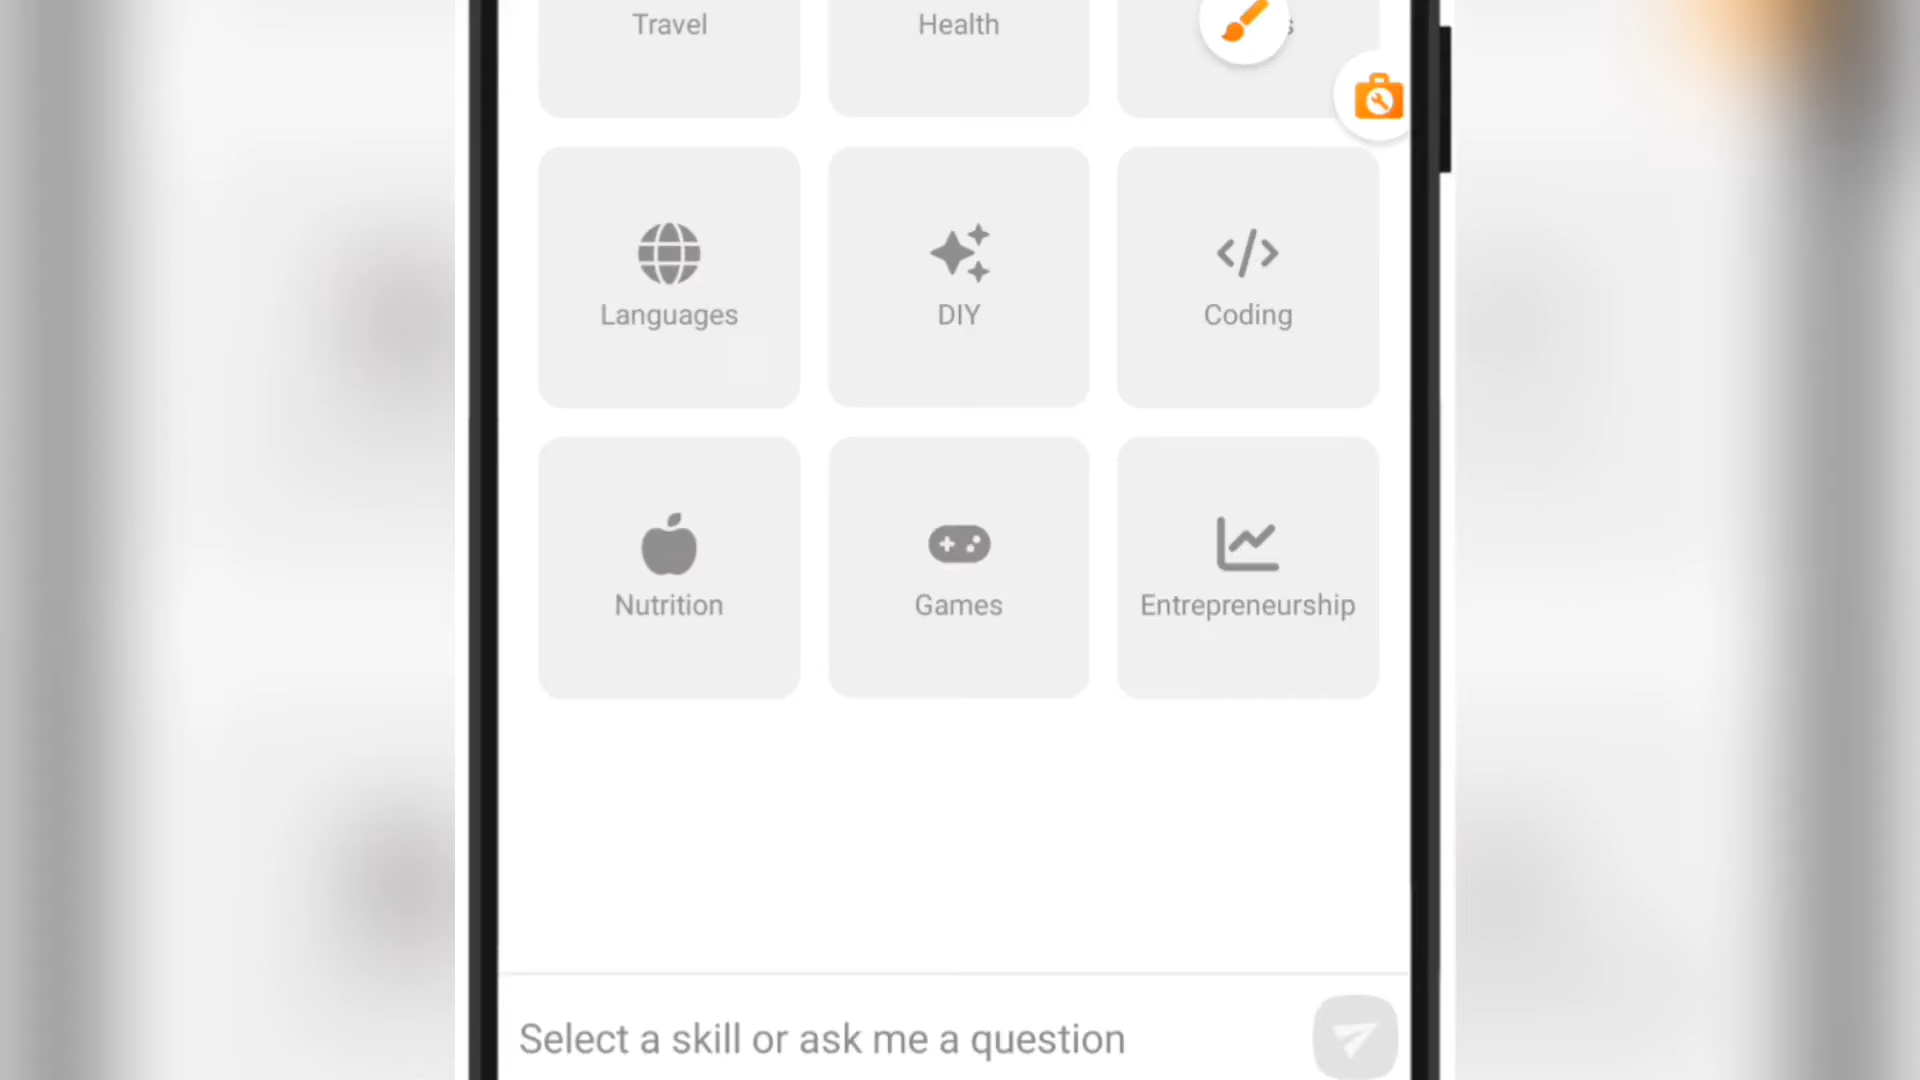 Travel
Health
Languages
DIY
Coding
Nutrition
Games
Entrepreneurship
Select a skill or ask me a question